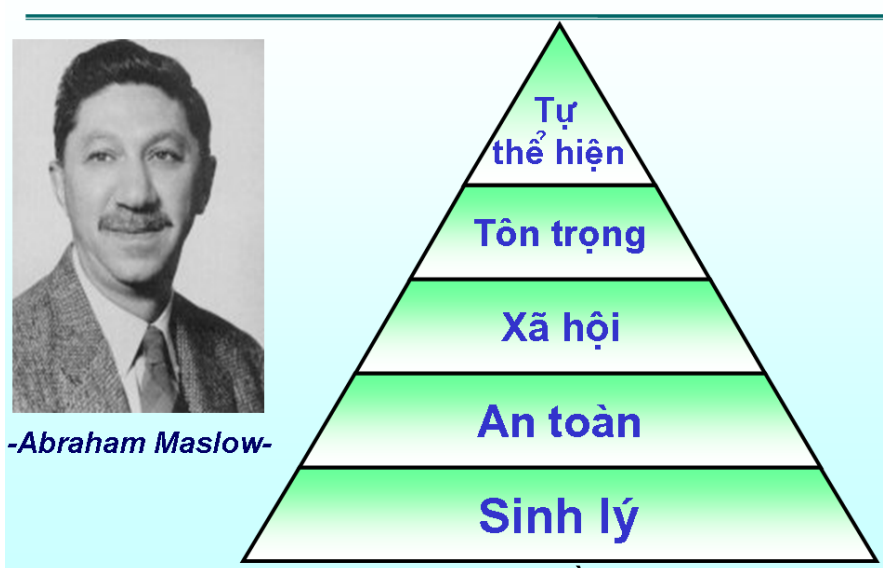 Tự
thể hiện
Tôn trọng
Xã hội
An toàn
Sinh lý
-Abraham Maslow-